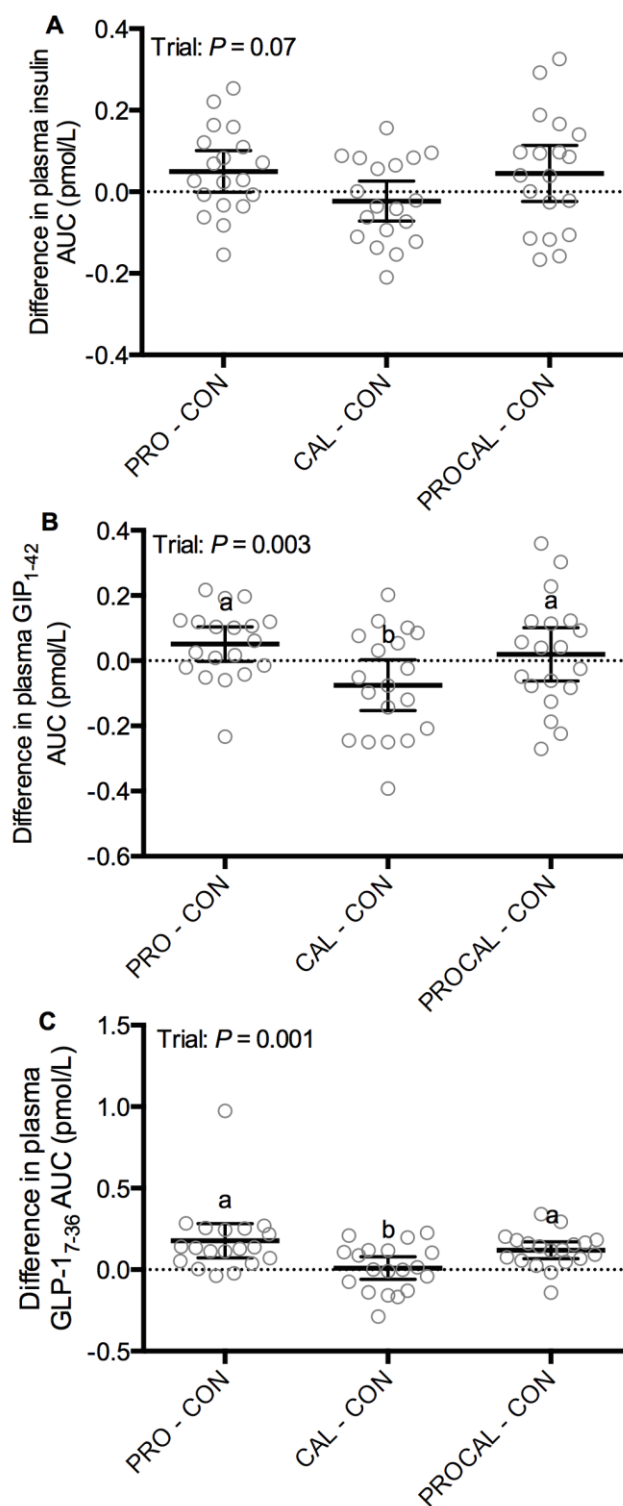 A
Trial: P = 0.07
Difference in plasma insulin
AUC (pmol/L)
0.4
0.2
0.0
-0.2
-0.4
PRO - CON
CAL - CON
PROCAL - CON
B
Trial: P = 0.003
Difference in plasma GIP1-42
AUC (pmol/L)
0.4
0.2
0.0
-0.2
-0.4
-0.6
a
b
a
PRO - CON
CAL - CON
PROCAL - CON
C
Trial: P = 0.001
Difference in plasma
GLP-17-36 AUC (pmol/L)
1.5
1.0
0.5
0.0
-0.5
a
b
a
PRO - CON
CAL - CON
PROCAL - CON